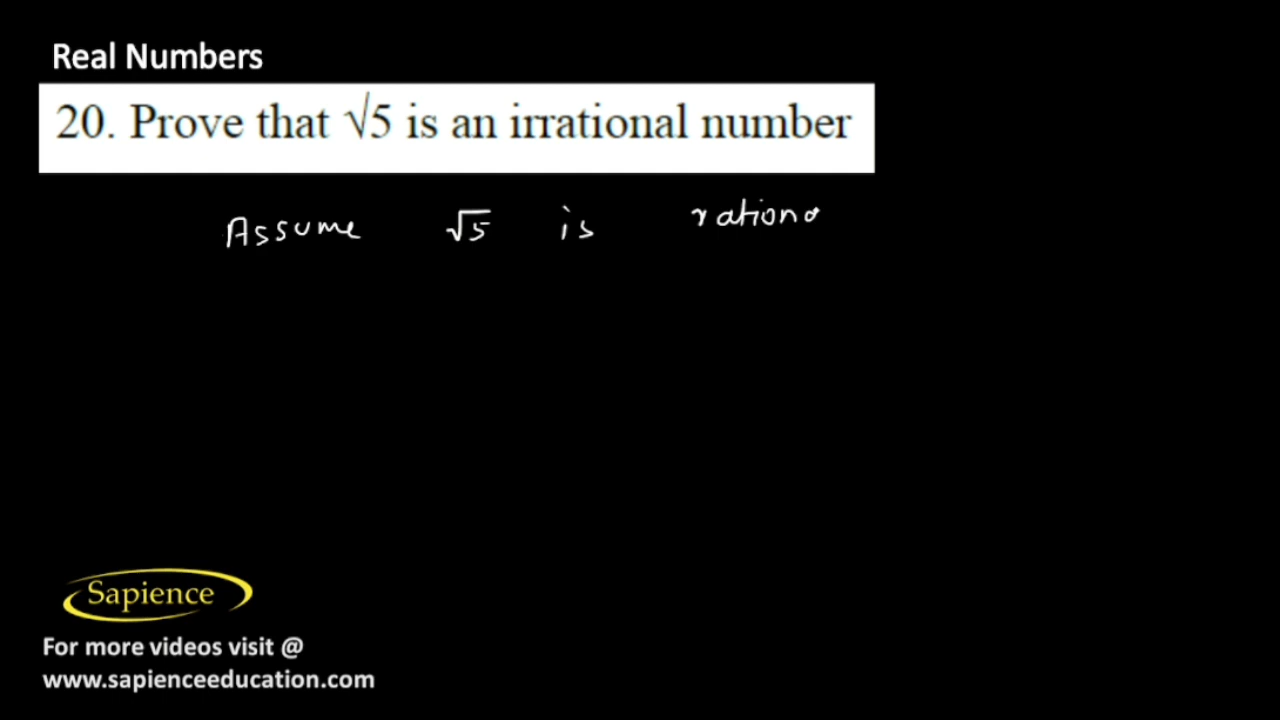 Real Numbers
20. Prove that √5 is an irrational number
Assume √5 is rationa
Sapience
For more videos visit @
www.sapienceeducation.com